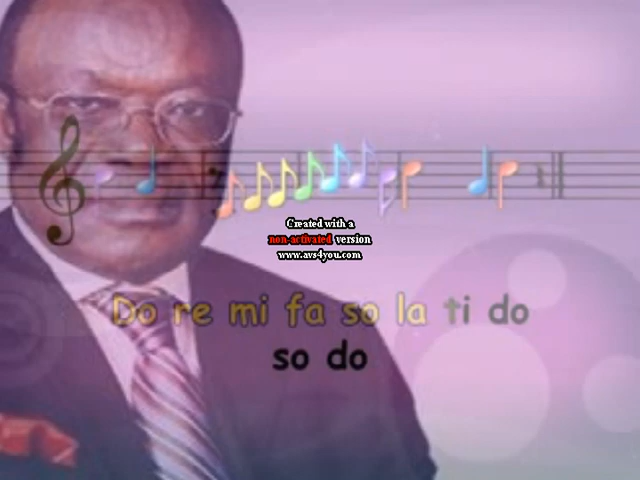 Created with a
non-activated version
www.avs4you.com
Do re mi fa so la ti do
so do